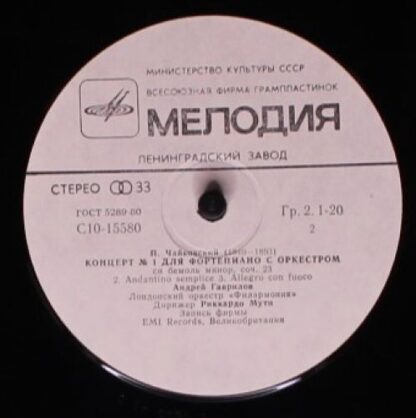 МИНИСТЕРСТВО КУЛЬТУРЫ СССР
ВСЕСОЮЗНАЯ ФИРМА ГРАМПЛАСТИНОК
МЕЛОДИЯ
ЛЕНИНГРАДСКИЙ ЗАВОД
СТЕРЕО 33
ГОСТ 5289-80
Гр. 2. 1-20
С10-15580
2
П. Чайковский (1840-1893)
КОНЦЕРТ № 1 ДЛЯ ФОРТЕПИАНО С ОРКЕСТРОМ
си бемоль минор, соч. 23
2. Andantino semplice 3. Allegro con fuoco
Андрей Гаврилов
Лондонский оркестр «Филармония»
Дирижер Риккардо Мути
Запись фирмы
EMI Records, Великобритания